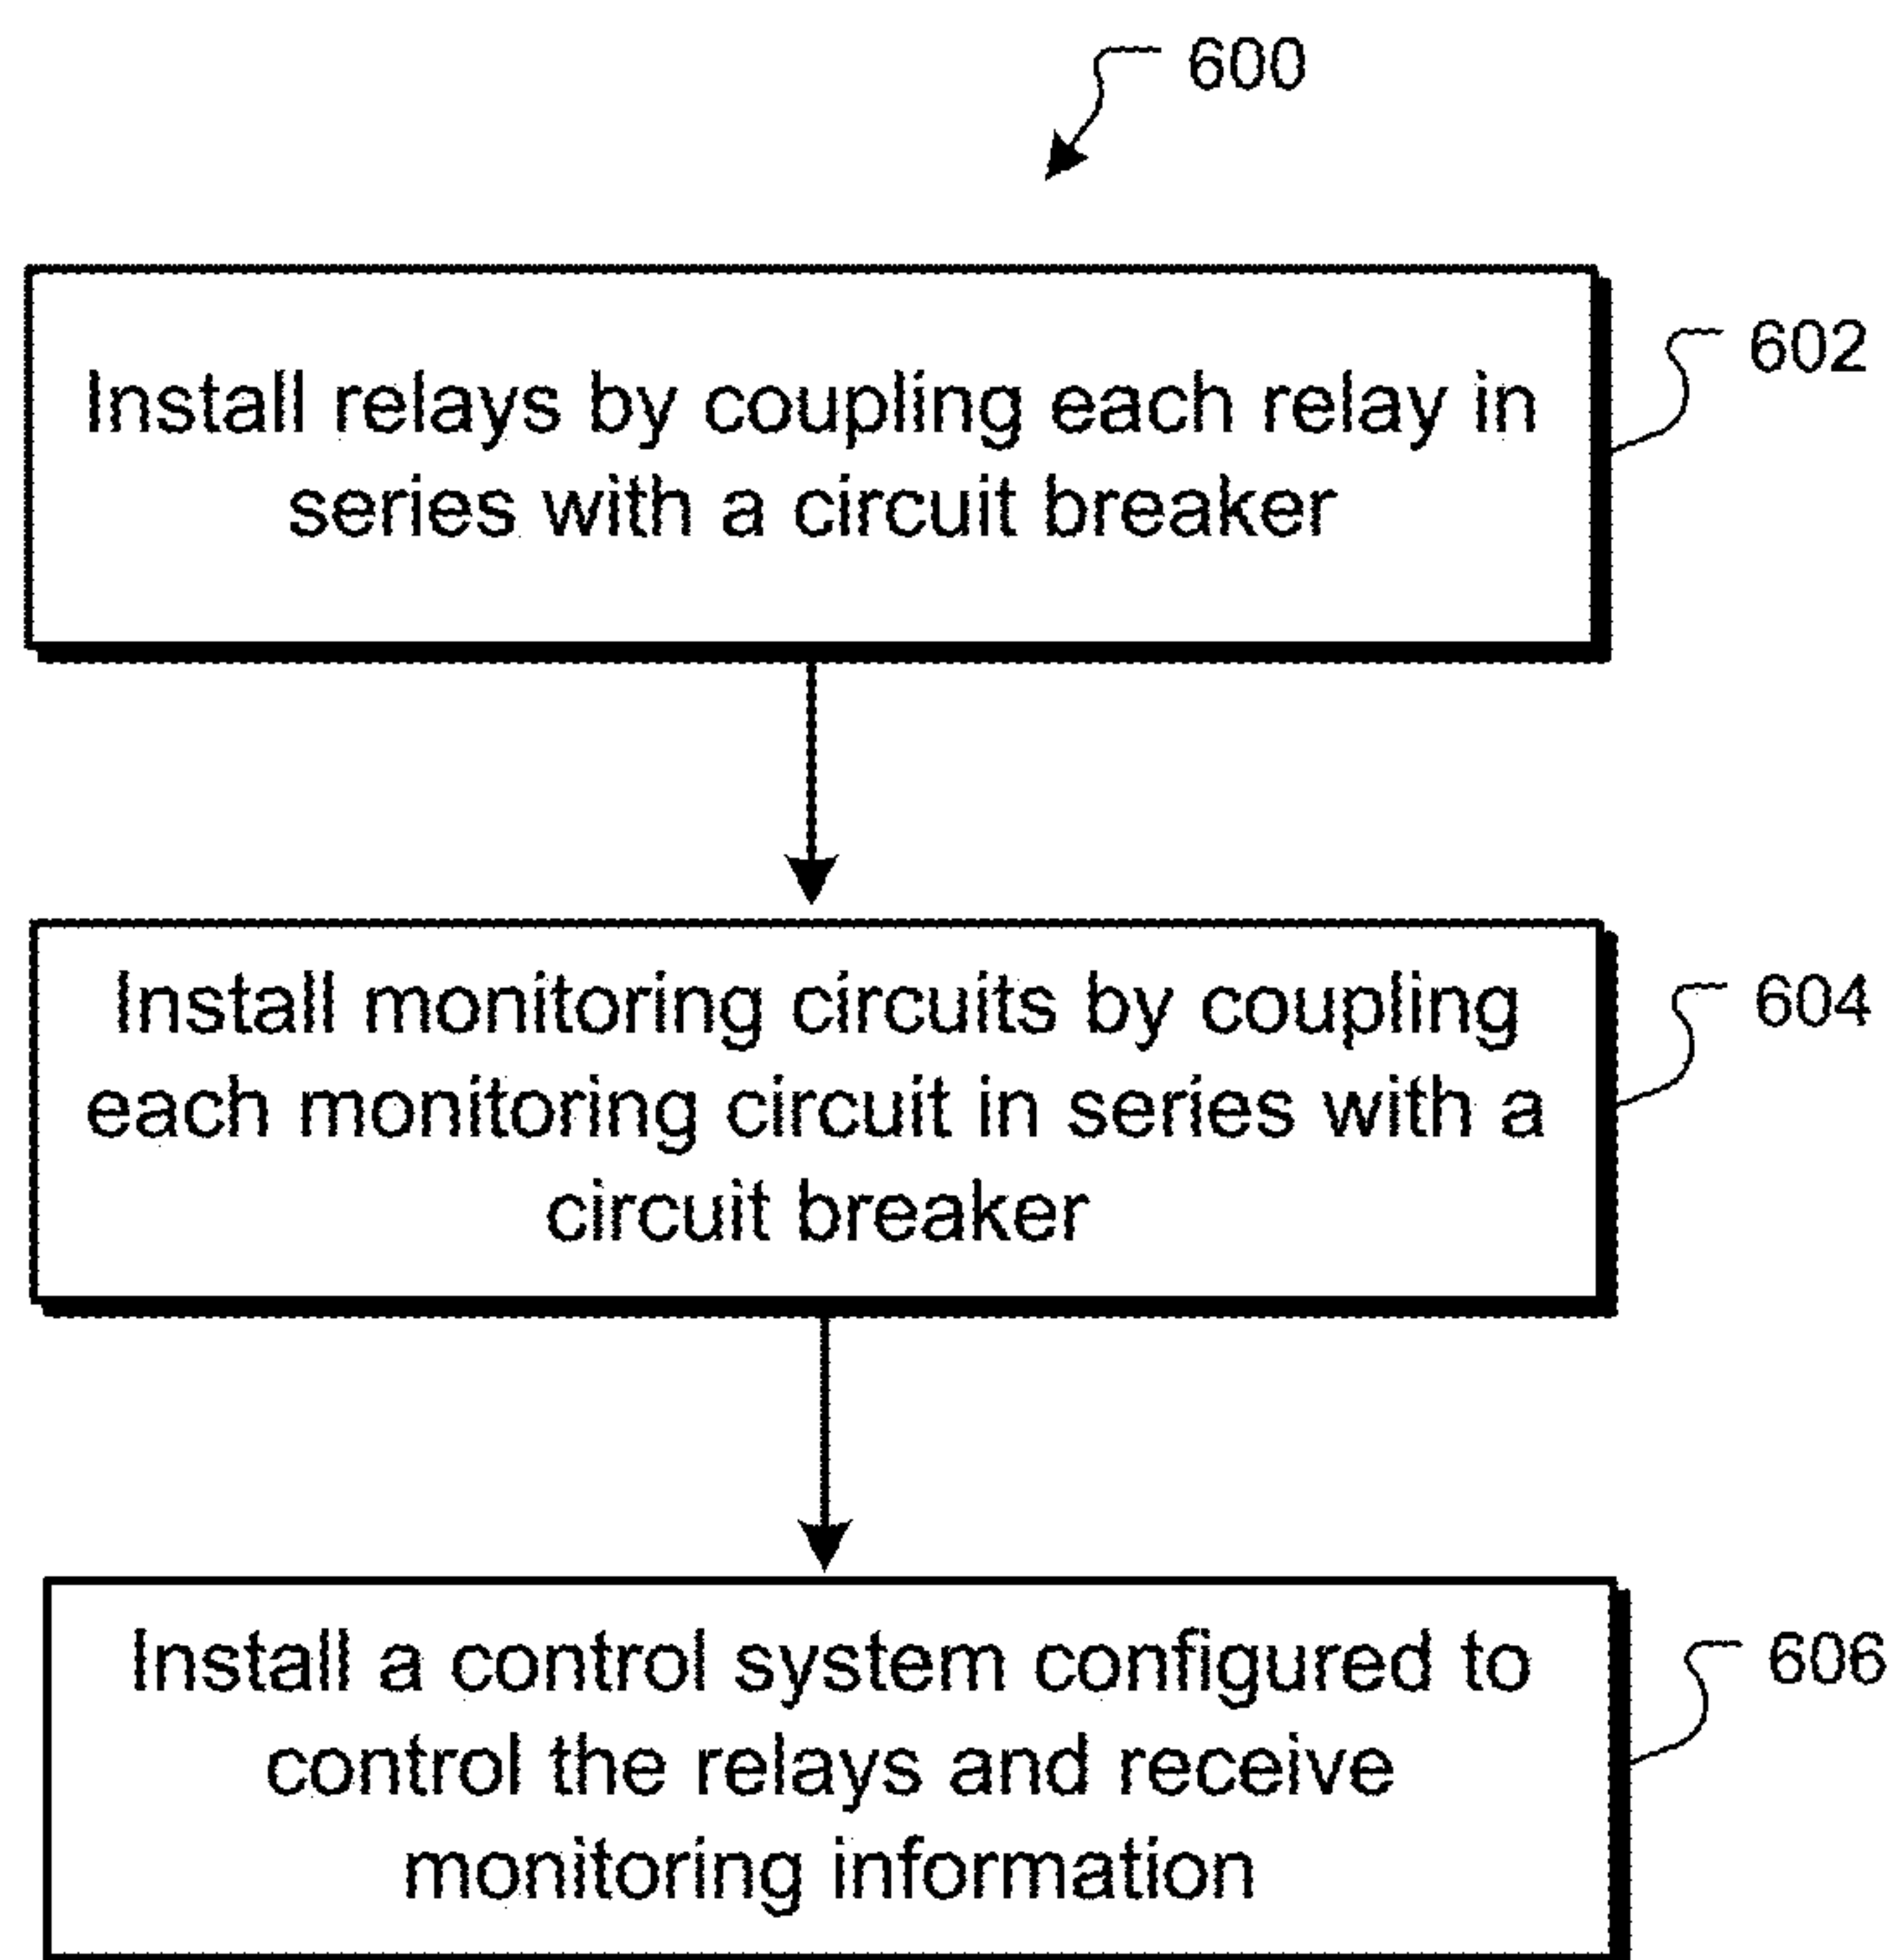 600
602
Install relays by coupling each relay in
series with a circuit breaker
604
Install monitoring circuits by coupling
each monitoring circuit in series with a
circuit breaker
606
Install a control system configured to
control the relays and receive
monitoring information